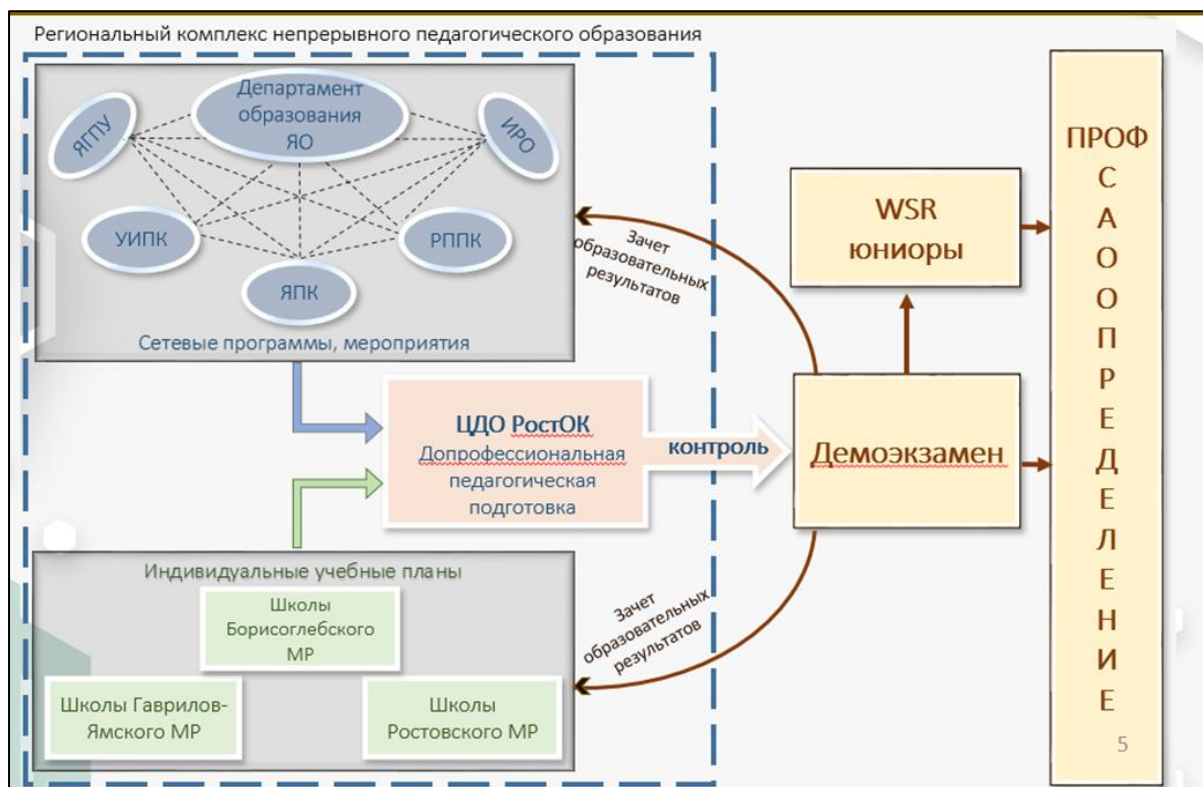 Региональный комплекс непрерывного педагогического образования
Департамент
образования
ЯО
ЯГПУ
ИРО
УИПК
РППК
ЯПК
Сетевые программы, мероприятия
Зачет
образовательных
результатов
WSR
юниоры
ЦДО РостОК
Допрофессиональная
педагогическая
подготовка
контроль
Демоэкзамен
Индивидуальные учебные планы
Школы
Борисоглебского
МР
Школы Гаврилов-
Ямского МР
Школы
Ростовского МР
Зачет
образовательных
результатов
ПРОФ
С
А
О
О
П
Р
Е
Д
Е
Л
Е
Н
И
Е
5